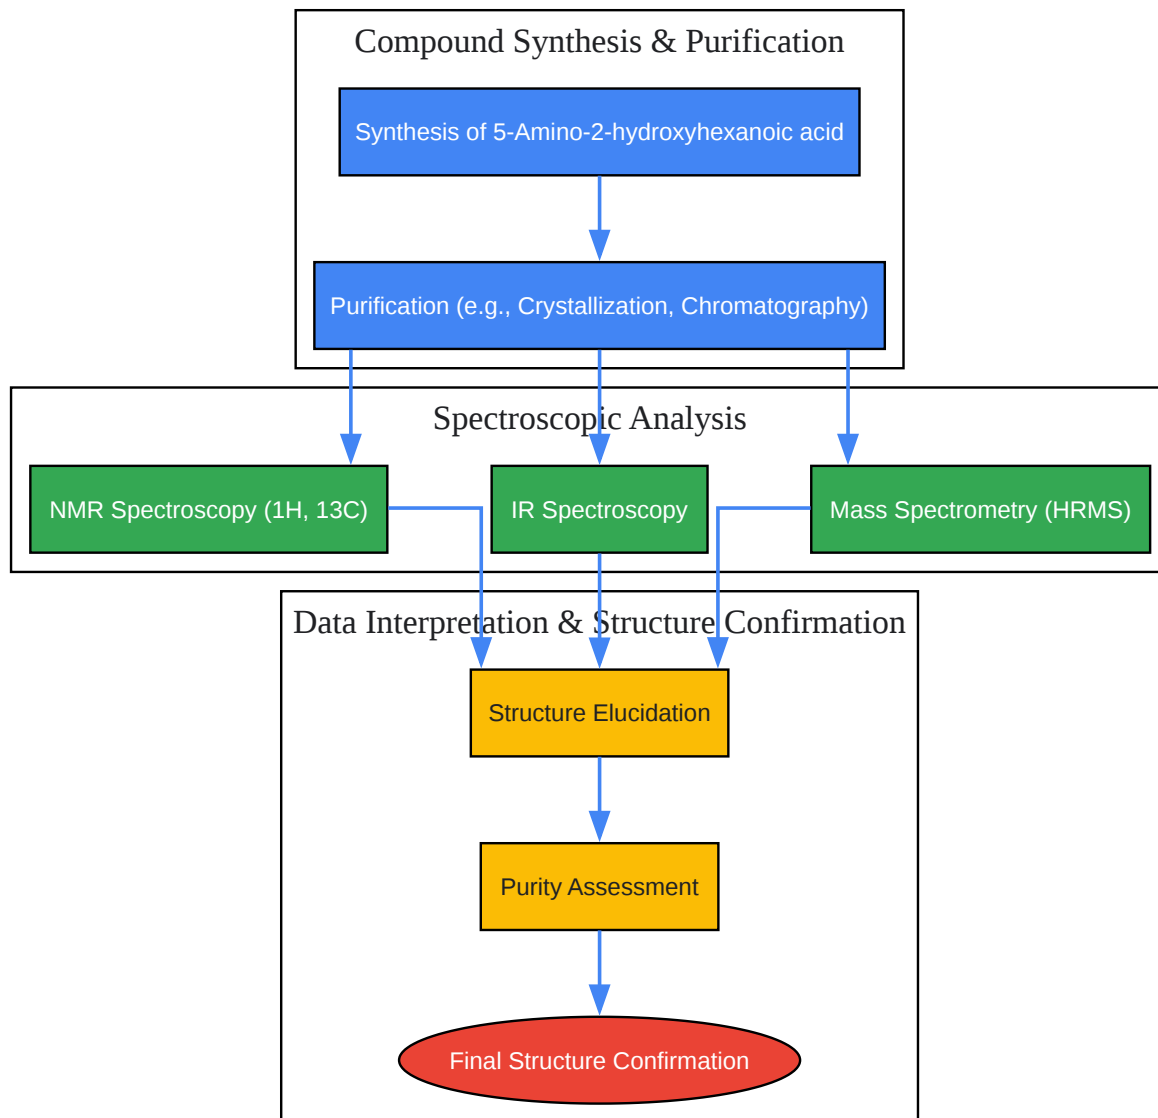 Compound Synthesis & Purification
Synthesis of 5-Amino-2-hydroxyhexanoic acid
Purification (e.g., Crystallization, Chromatography)
Spectroscopic Analysis
NMR Spectroscopy (1H, 13C)
IR Spectroscopy
Mass Spectrometry (HRMS)
Data Interpretation & Structure Confirmation
Structure Elucidation
Purity Assessment
Final Structure Confirmation